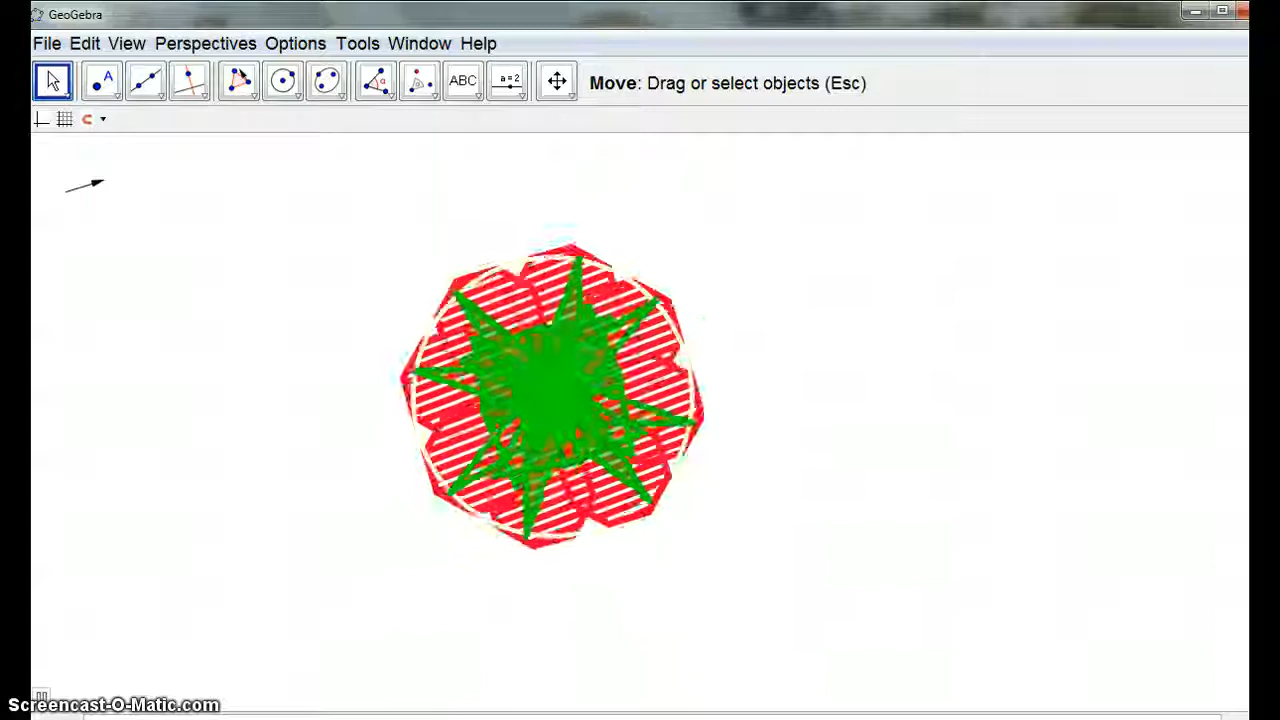 GeoGebra
File Edit View Perspectives Options Tools Window Help
A α ABC a=2 Move: Drag or select objects (Esc)
Screencast-O-Matic.com